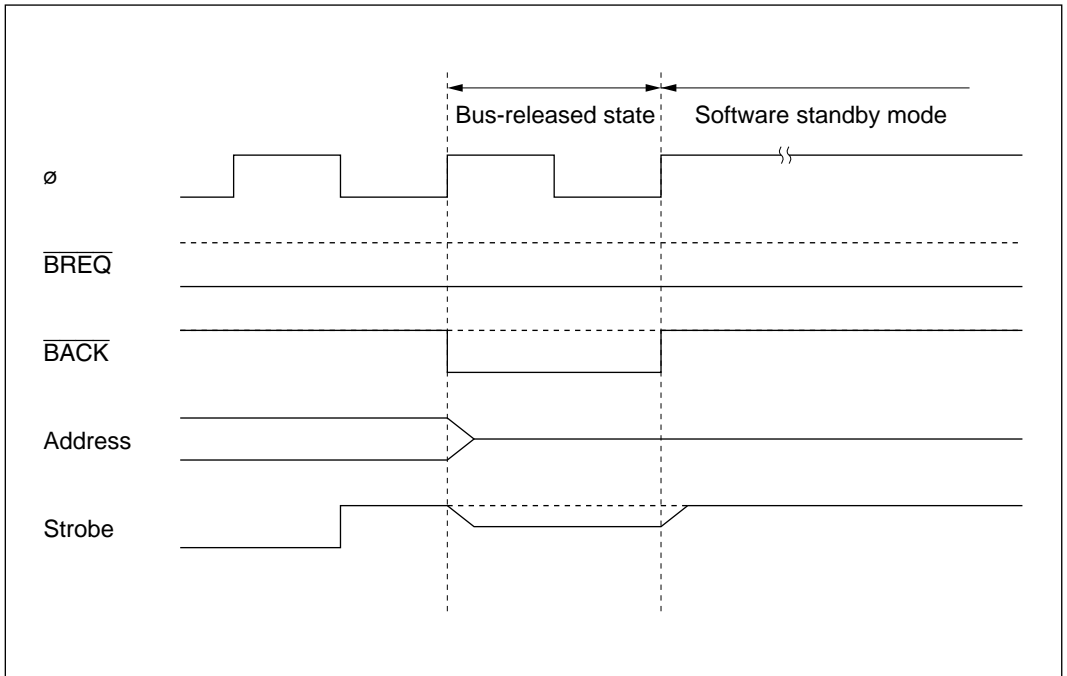 Bus-released state Software standby mode
ø
BREQ
BACK
Address
Strobe